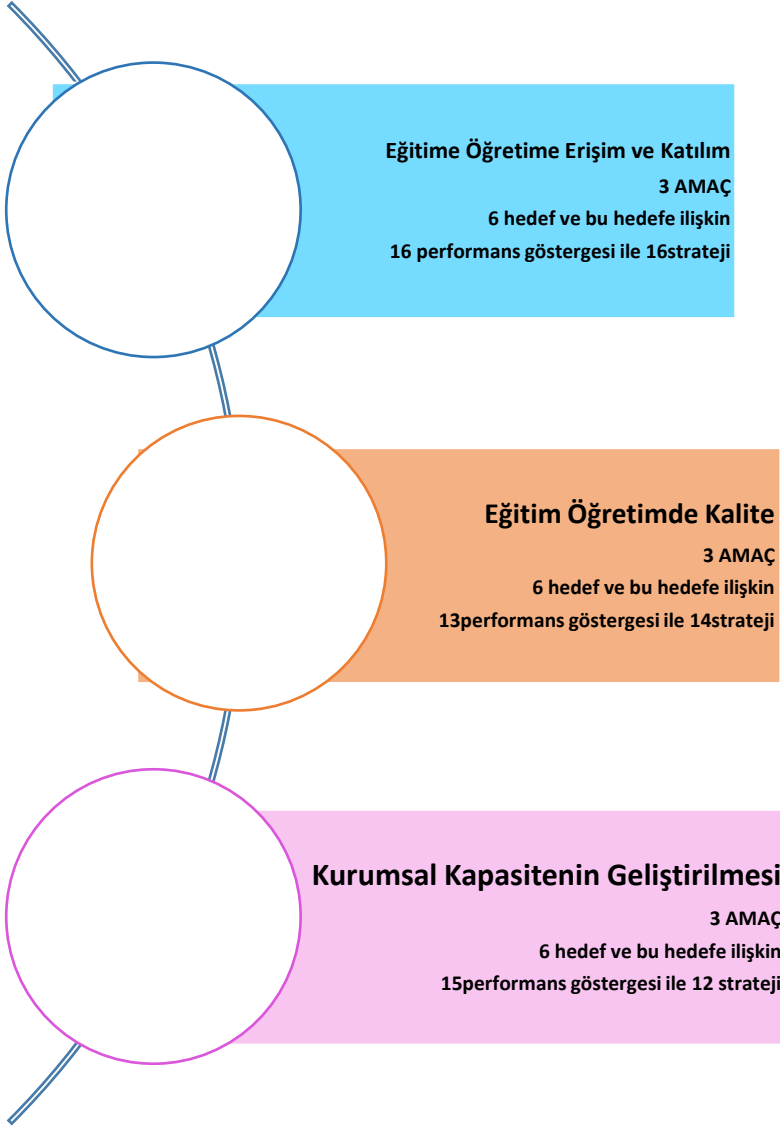 Eğitime Öğretime Erişim ve Katılım
3 AMAÇ
6 hedef ve bu hedefe ilişkin
16 performans göstergesi ile 16strateji
Eğitim Öğretimde Kalite
3 AMAÇ
6 hedef ve bu hedefe ilişkin
13performans göstergesi ile 14strateji
Kurumsal Kapasitenin Geliştirilmesi
3 AMAÇ
6 hedef ve bu hedefe ilişkin
15performans göstergesi ile 12 strateji